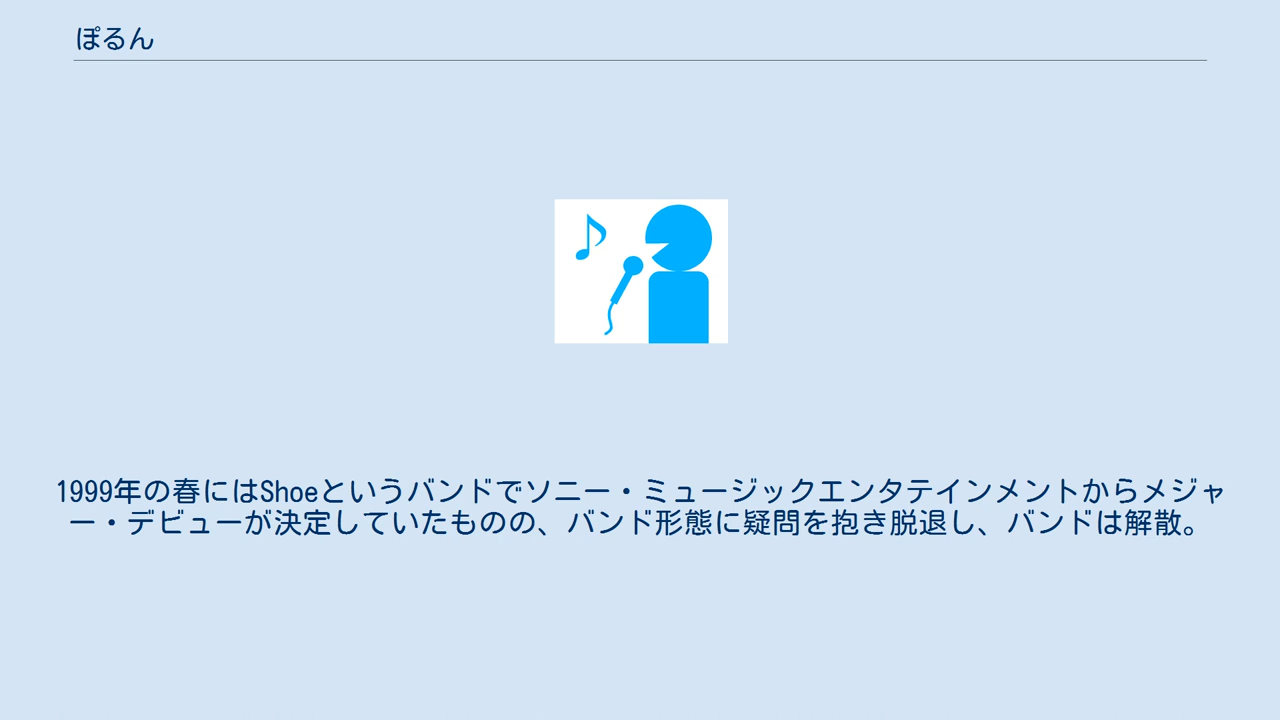 ぽるん
1999年の春にはShoeというバンドでソニー・ミュージックエンタテインメントからメジャ
ー・デビューが決定していたものの、バンド形態に疑問を抱き脱退し、バンドは解散。